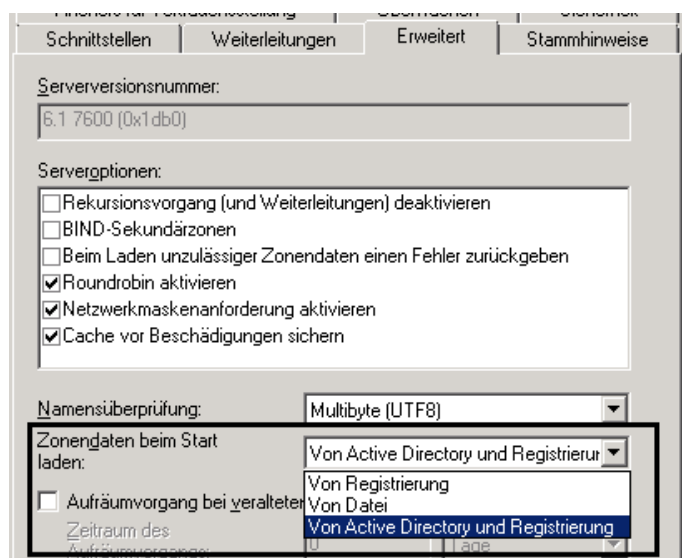 Schnittstellen Weiterleitungen Erweitert Stammhinweise
Serverversionsnummer:
6.1 7600 (0x1db0)
Serveroptionen:
Rekursionsvorgang (und Weiterleitungen) deaktivieren
BIND-Sekundärzonen
Beim Laden unzulässiger Zonendaten einen Fehler zurückgeben
Roundrobin aktivieren
Netzwerkmaskenanforderung aktivieren
Cache vor Beschädigungen sichern
Namensüberprüfung: Multibyte (UTF8)
Zonendaten beim Start
laden:
Von Active Directory und Registrierur
Von Registrierung
Aufräumvorgang bei veralteter
Von Datei
Von Active Directory und Registrierung
Zeitraum des